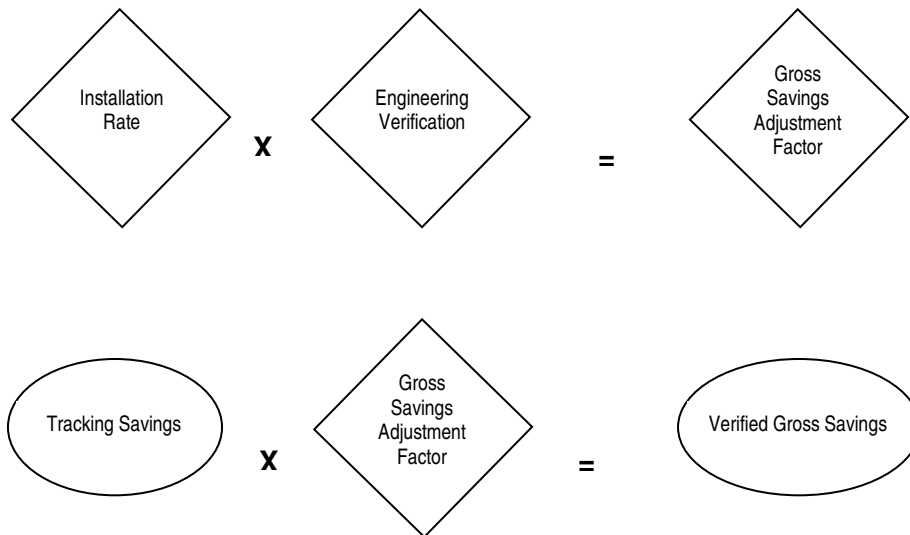 Installation
Rate
X
Engineering
Verification
=
Gross
Savings
Adjustment
Factor
Tracking Savings
X
Gross
Savings
Adjustment
Factor
=
Verified Gross Savings